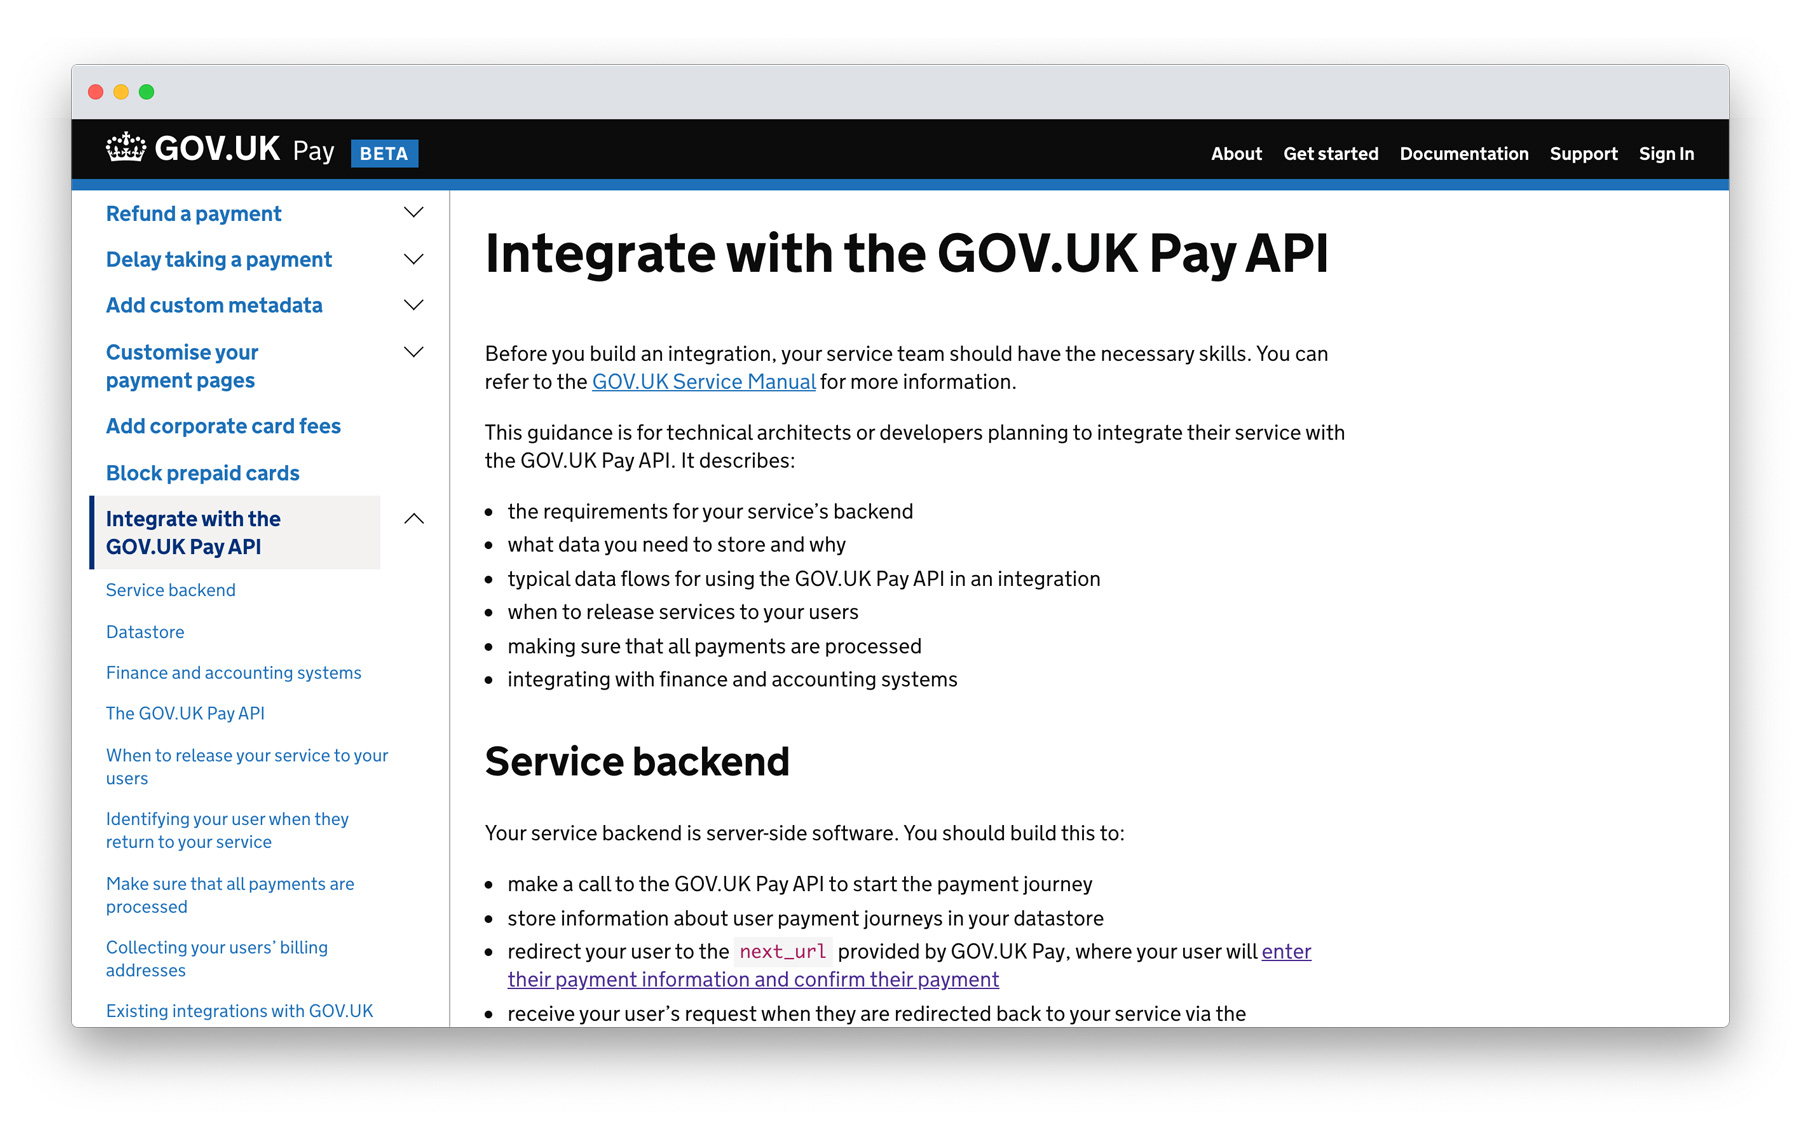 GOV.UK Pay BETA
About Get started Documentation Support Sign In
Refund a payment
Delay taking a payment
Add custom metadata
Customise your
payment pages
Add corporate card fees
Block prepaid cards
Integrate with the
GOV.UK Pay API
Service backend
Datastore
Finance and accounting systems
The GOV.UK Pay API
When to release your service to your
users
Identifying your user when they
return to your service
Make sure that all payments are
processed
Collecting your users’ billing
addresses
Existing integrations with GOV.UK
Integrate with the GOV.UK Pay API
Before you build an integration, your service team should have the necessary skills. You can
refer to the GOV.UK Service Manual for more information.
This guidance is for technical architects or developers planning to integrate their service with
the GOV.UK Pay API. It describes:
• the requirements for your service’s backend
• what data you need to store and why
• typical data flows for using the GOV.UK Pay API in an integration
• when to release services to your users
• making sure that all payments are processed
• integrating with finance and accounting systems
Service backend
Your service backend is server-side software. You should build this to:
• make a call to the GOV.UK Pay API to start the payment journey
• store information about user payment journeys in your datastore
• redirect your user to the next_url provided by GOV.UK Pay, where your user will enter
their payment information and confirm their payment
• receive your user’s request when they are redirected back to your service via the